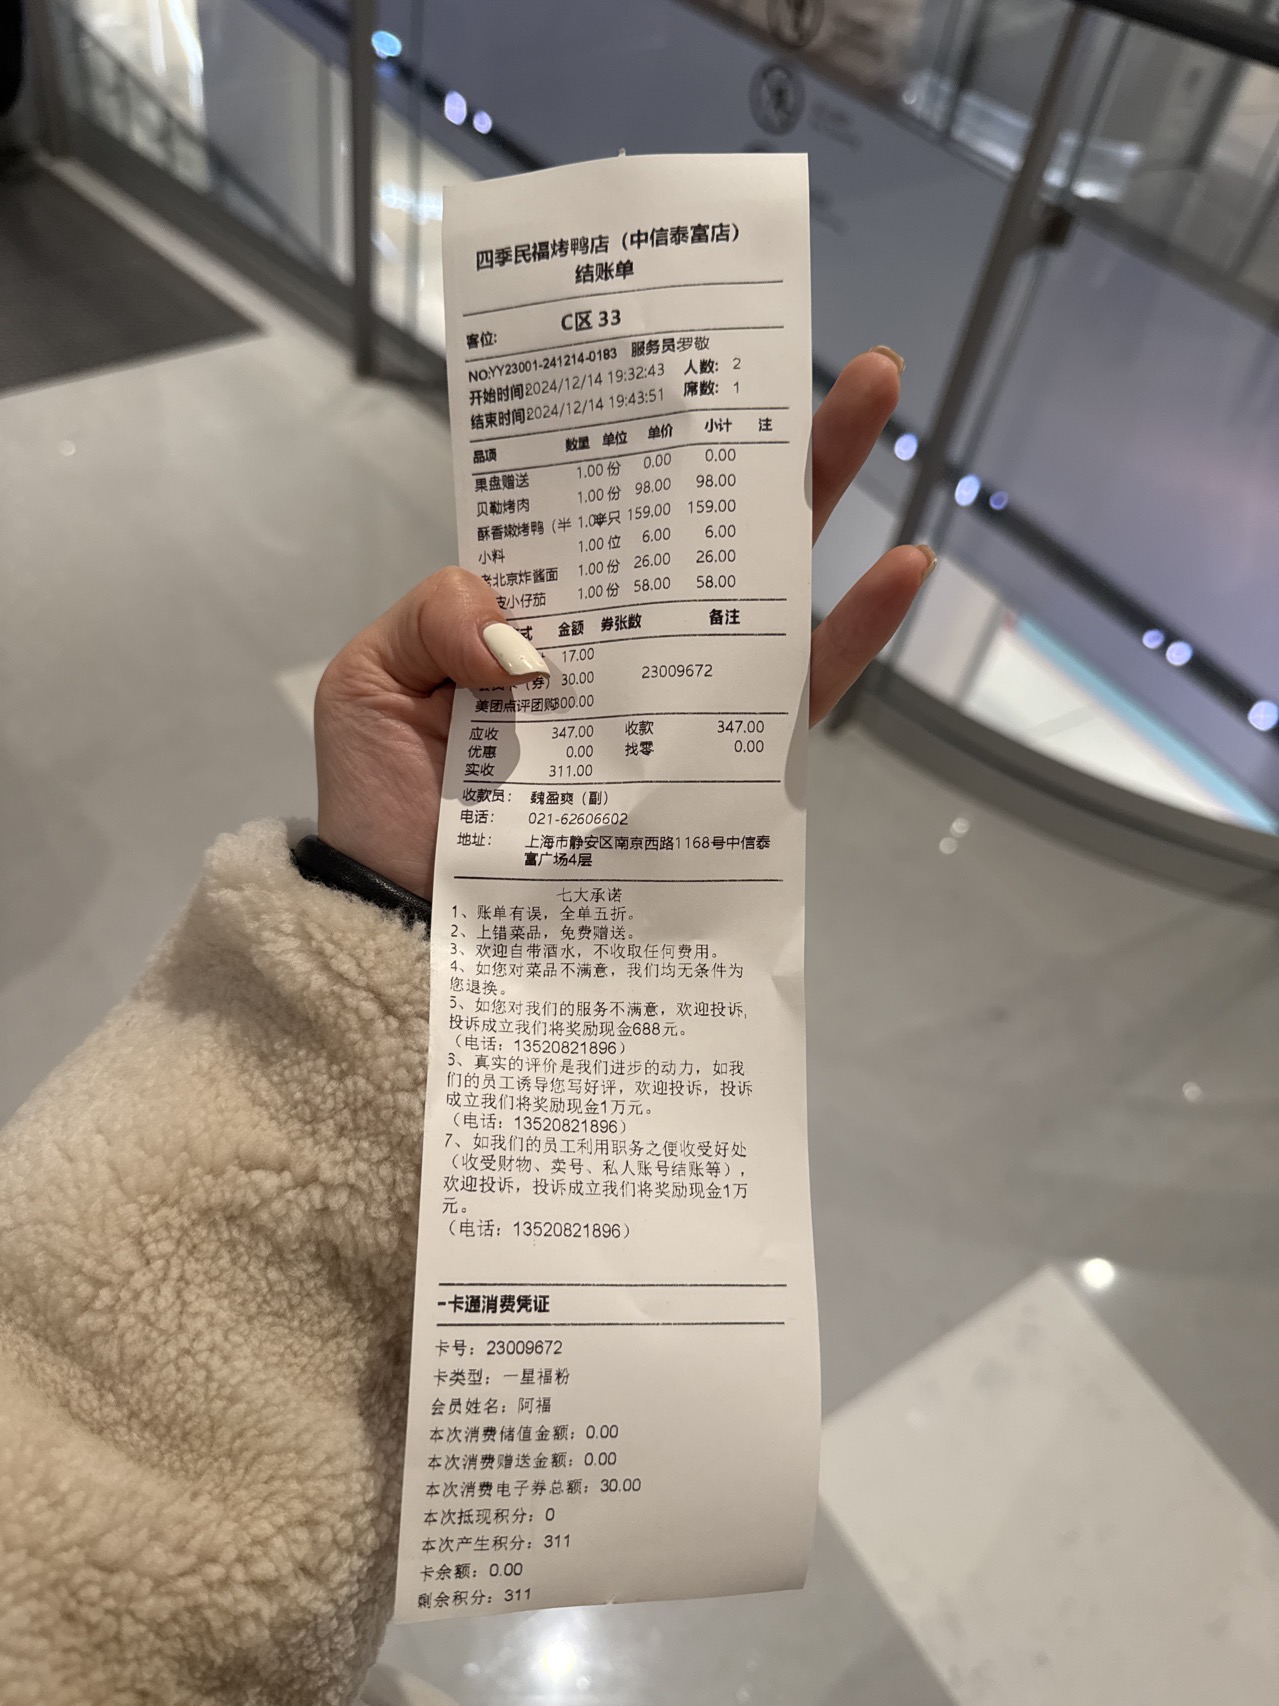 四季民福烤鸭店（中信泰富店）
结账单
客位: C区 33
NO:YY23001-241214-0183 服务员:罗敬
开始时间2024/12/14 19:32:43 人数: 2
结束时间2024/12/14 19:43:51 席数: 1
品项 数量 单位 单价 小计 注
果盘赠送 1.00 份 0.00 0.00
贝勒烤肉 1.00 份 98.00 98.00
酥香嫩烤鸭（半 1.0 只 159.00 159.00
小料 1.00 位 6.00 6.00
老北京炸酱面 1.00 份 26.00 26.00
皮小仔茄 1.00 份 58.00 58.00
式 金额 券张数 备注
17.00
（券） 30.00 23009672
美团点评团购300.00
应收 347.00 收款 347.00
优惠 0.00 找零 0.00
实收 311.00
收款员: 魏盈爽（副）
电话: 021-62606602
地址: 上海市静安区南京西路1168号中信泰
富广场4层
七大承诺
1、账单有误，全单五折。
2、上错菜品，免费赠送。
3、欢迎自带酒水，不收取任何费用。
4、如您对菜品不满意，我们均无条件为
您退换。
5、如您对我们的服务不满意，欢迎投诉，
投诉成立我们将奖励现金688元。
（电话：13520821896）
6、真实的评价是我们进步的动力，如我
们的员工诱导您写好评，欢迎投诉，投诉
成立我们将奖励现金1万元。
（电话：13520821896）
7、如我们的员工利用职务之便收受好处
（收受财物、卖号、私人账号结账等），
欢迎投诉，投诉成立我们将奖励现金1万
元。
（电话：13520821896）
一卡通消费凭证
卡号：23009672
卡类型：一星福粉
会员姓名：阿福
本次消费储值金额：0.00
本次消费赠送金额：0.00
本次消费电子券总额：30.00
本次抵现积分：0
本次产生积分：311
卡余额：0.00
剩余积分：311